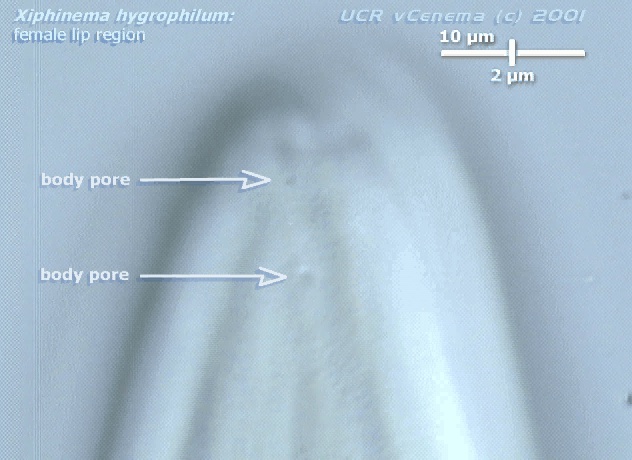 Xiphinema hygrophilum:
female lip region
UCR vCenema (c) 2001
10 µm
2 µm
body pore
body pore